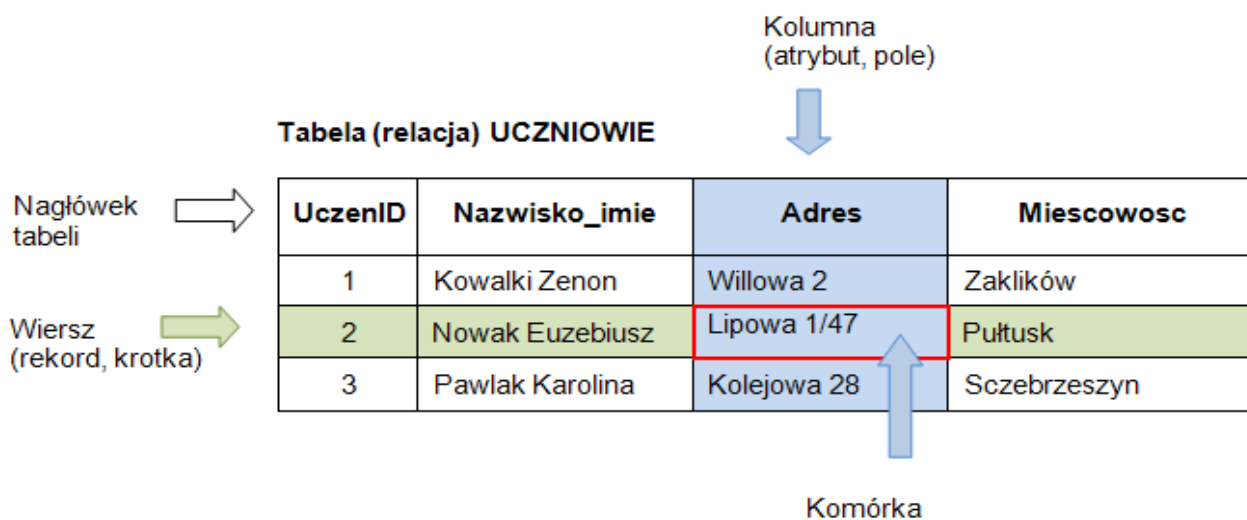 Kolumna
(atrybut, pole)
Tabela (relacja) UCZNIOWIE
Nagłówek
tabeli
UczenID Nazwisko_imie Adres Miescowosc
1 Kowalki Zenon Willowa 2 Zaklików
Wiersz
(rekord, krotka)
2 Nowak Euzebiusz Lipowa 1/47 Pułtusk
3 Pawlak Karolina Kolejowa 28 Sczebrzeszyn
Komórka